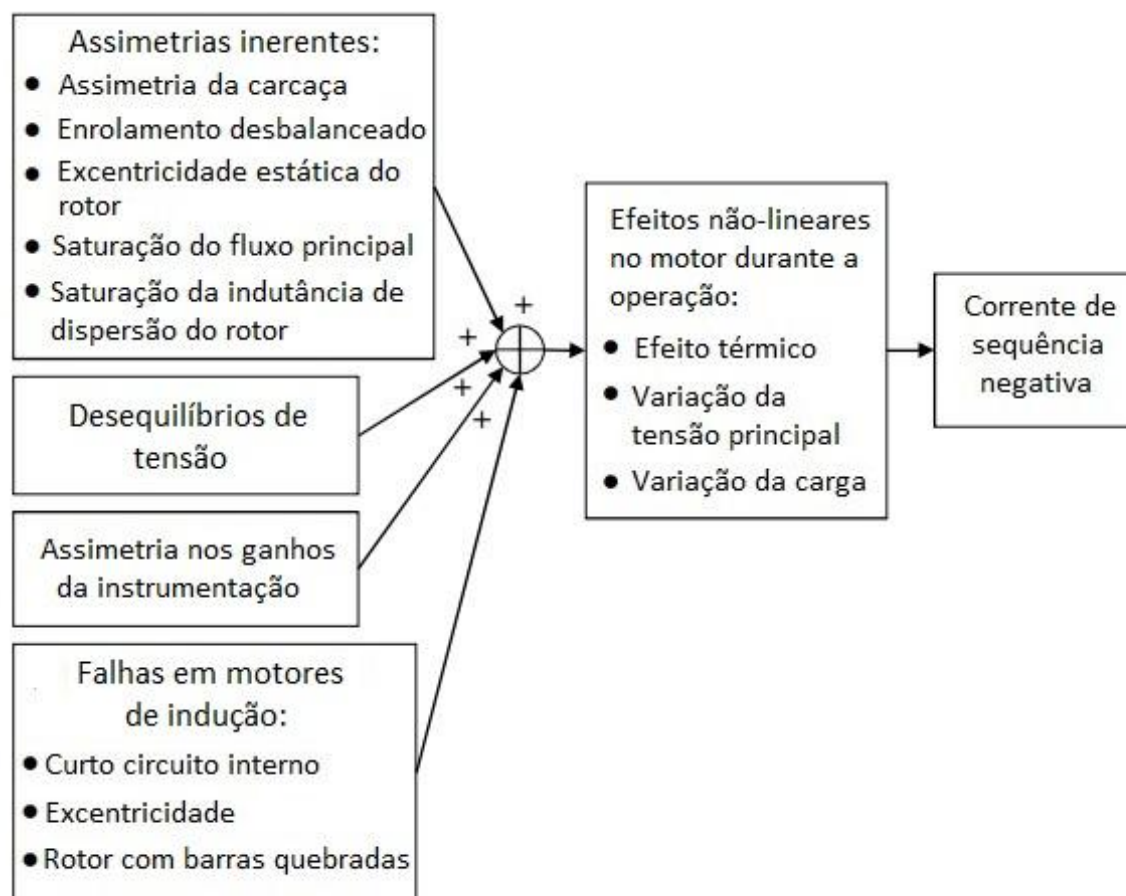 Assimetrias inerentes:
● Assimetria da carcaça
● Enrolamento desbalanceado
● Excentricidade estática do
rotor
● Saturação do fluxo principal
● Saturação da indutância de
dispersão do rotor
Desequilíbrios de
tensão
Assimetria nos ganhos
da instrumentação
Falhas em motores
de indução:
● Curto circuito interno
● Excentricidade
● Rotor com barras quebradas
+
+
+
+
Efeitos não-lineares
no motor durante a
operação:
● Efeito térmico
● Variação da
tensão principal
● Variação da carga
Corrente de
sequência
negativa